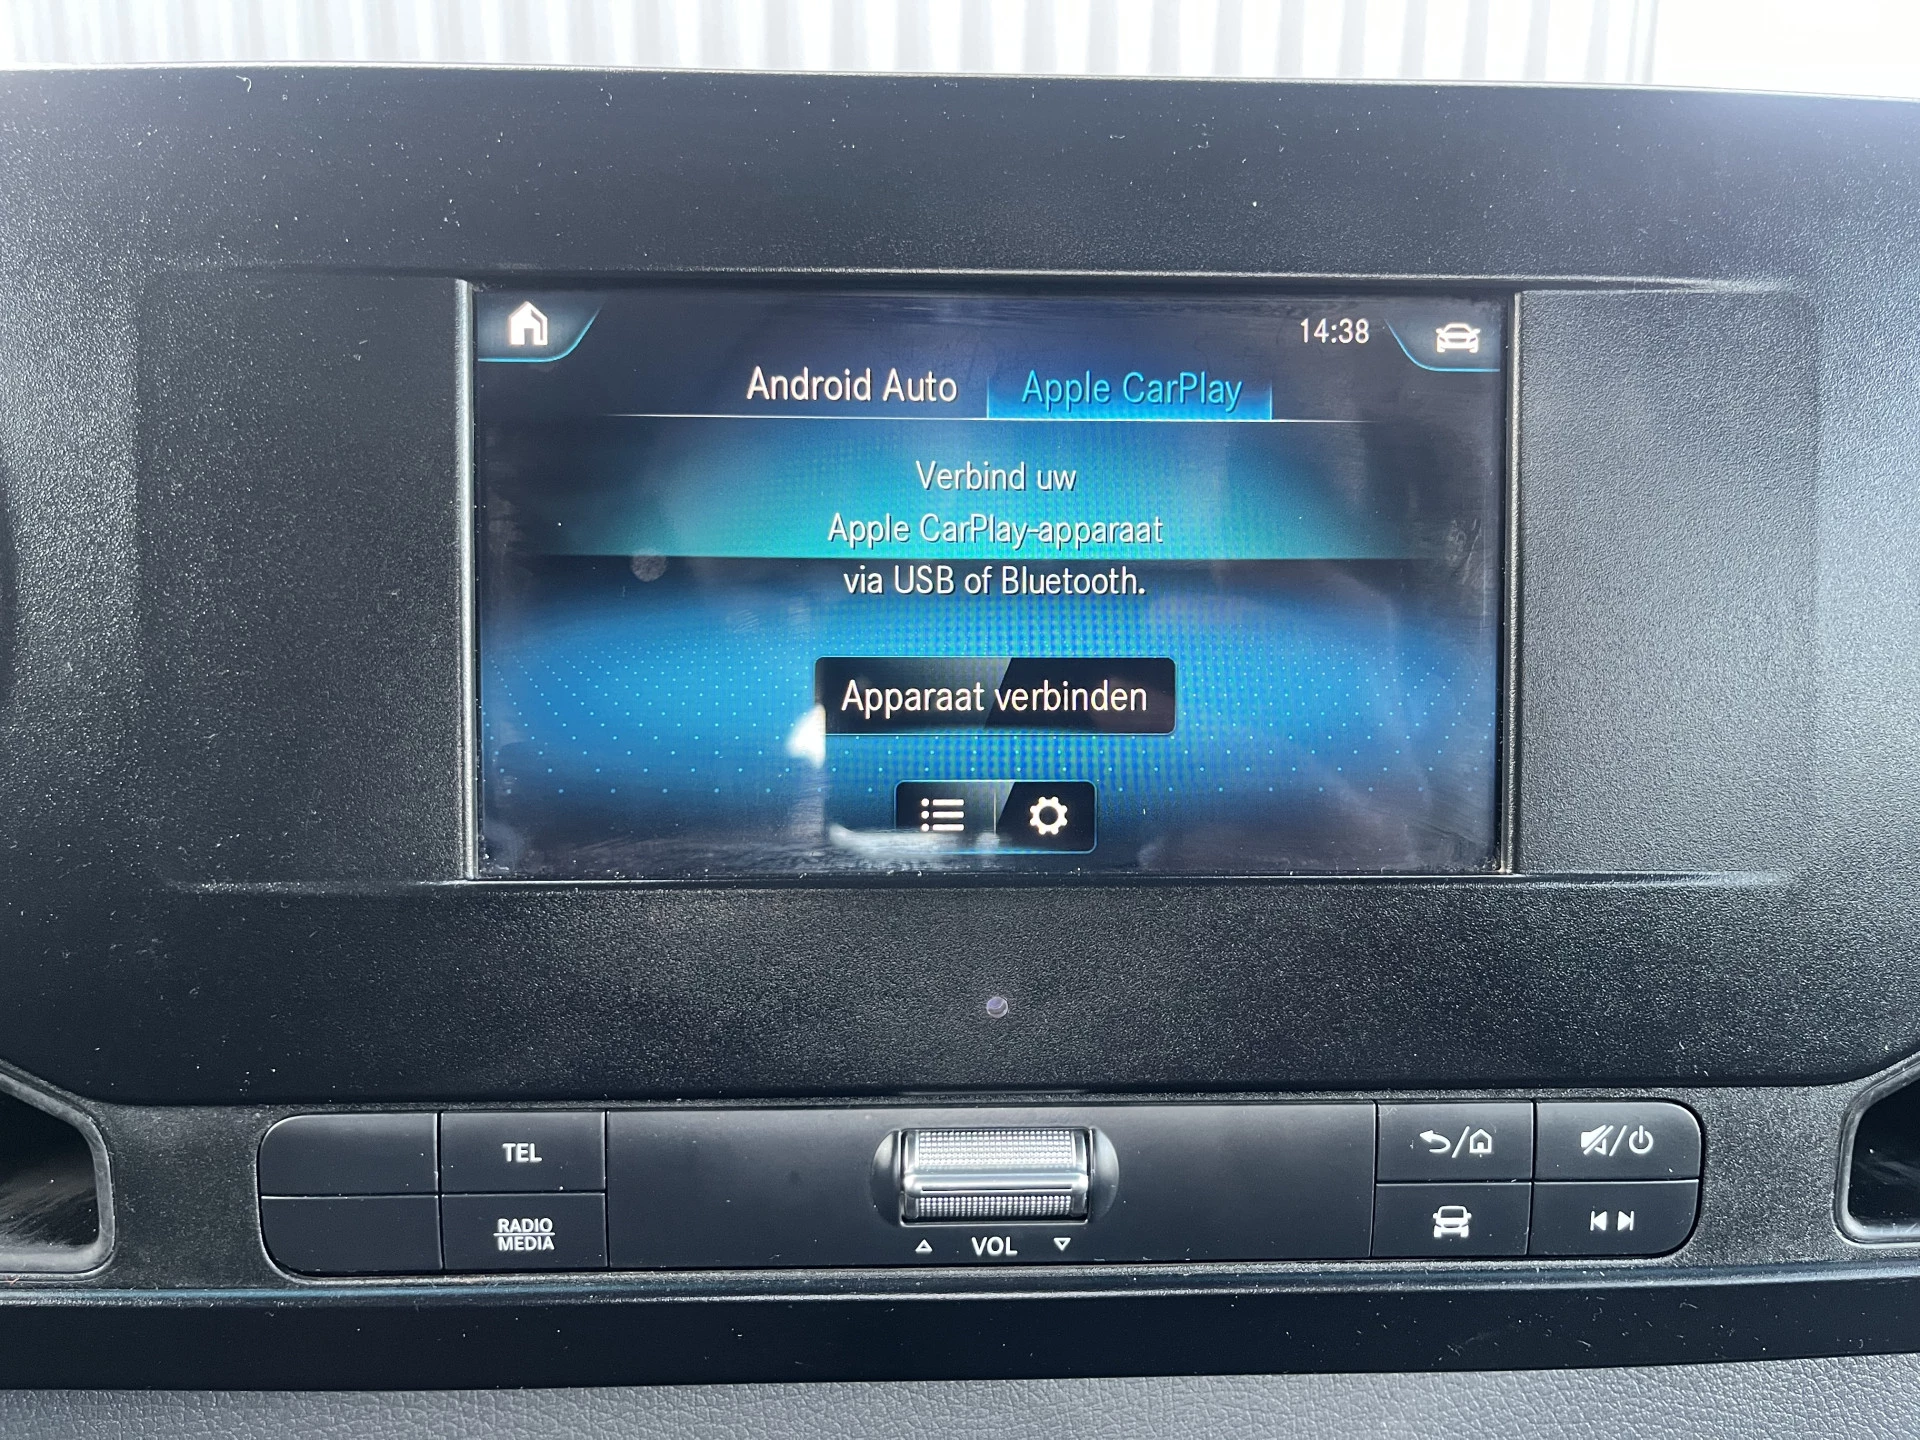 14:38
Android Auto Apple CarPlay
Verbind uw
Apple CarPlay-apparaat
via USB of Bluetooth.
Apparaat verbinden
TEL
RADIO
MEDIA
VOL